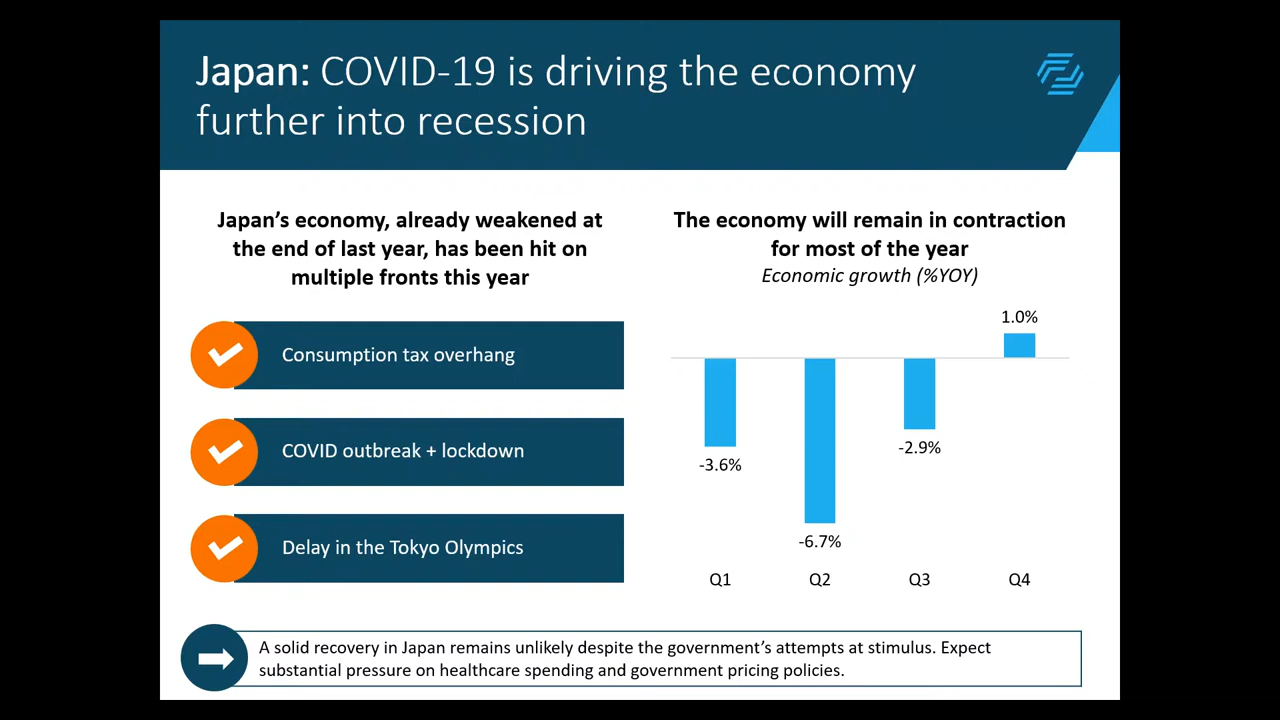 Japan: COVID-19 is driving the economy
further into recession
Japan's economy, already weakened at
the end of last year, has been hit on
multiple fronts this year
Consumption tax overhang
COVID outbreak + lockdown
Delay in the Tokyo Olympics
The economy will remain in contraction
for most of the year
Economic growth (%YOY)
1.0%
-3.6%
-2.9%
-6.7%
Q1 Q2 Q3 Q4
A solid recovery in Japan remains unlikely despite the government's attempts at stimulus. Expect
substantial pressure on healthcare spending and government pricing policies.